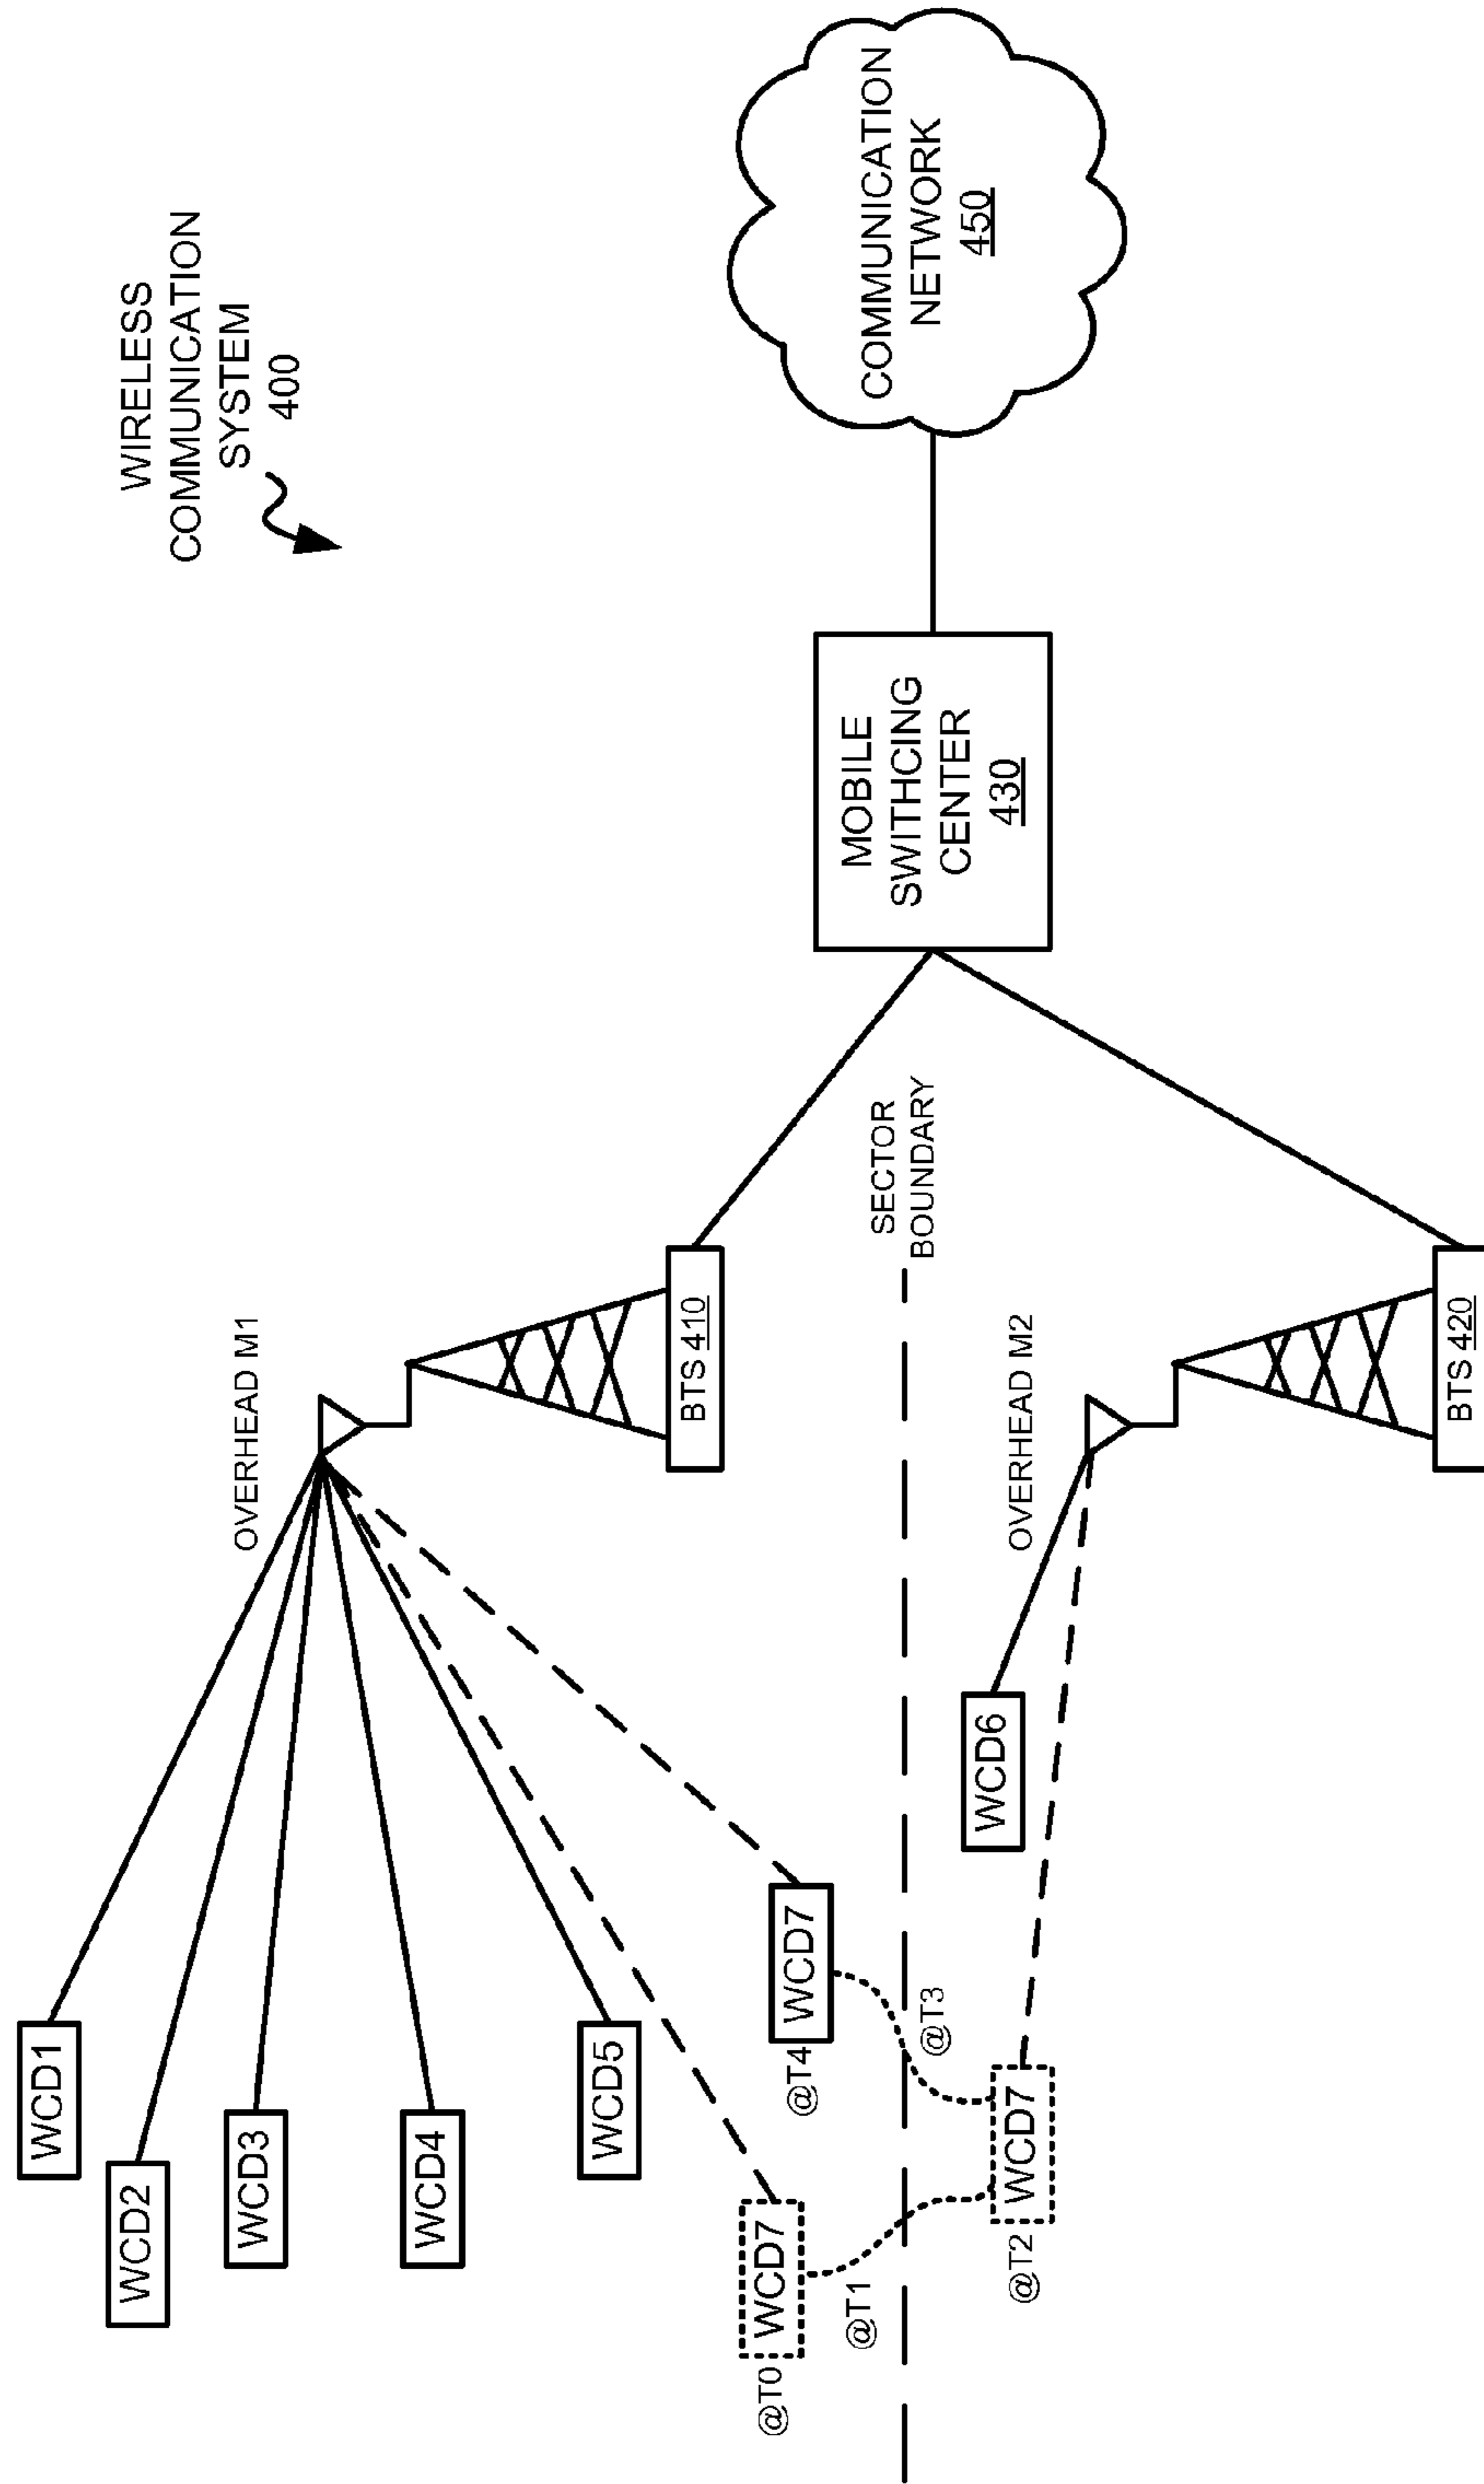 WIRELESS
COMMUNICATION
SYSTEM
400
WCD1
WCD2
WCD3
WCD4
WCD5
OVERHEAD M1
BTS 410
@T0
WCD7
@T4
WCD7
@T1
@T3
SECTOR
BOUNDARY
@T2
WCD7
WCD6
OVERHEAD M2
BTS 420
MOBILE
SWITHCING
CENTER
430
COMMUNICATION
NETWORK
450